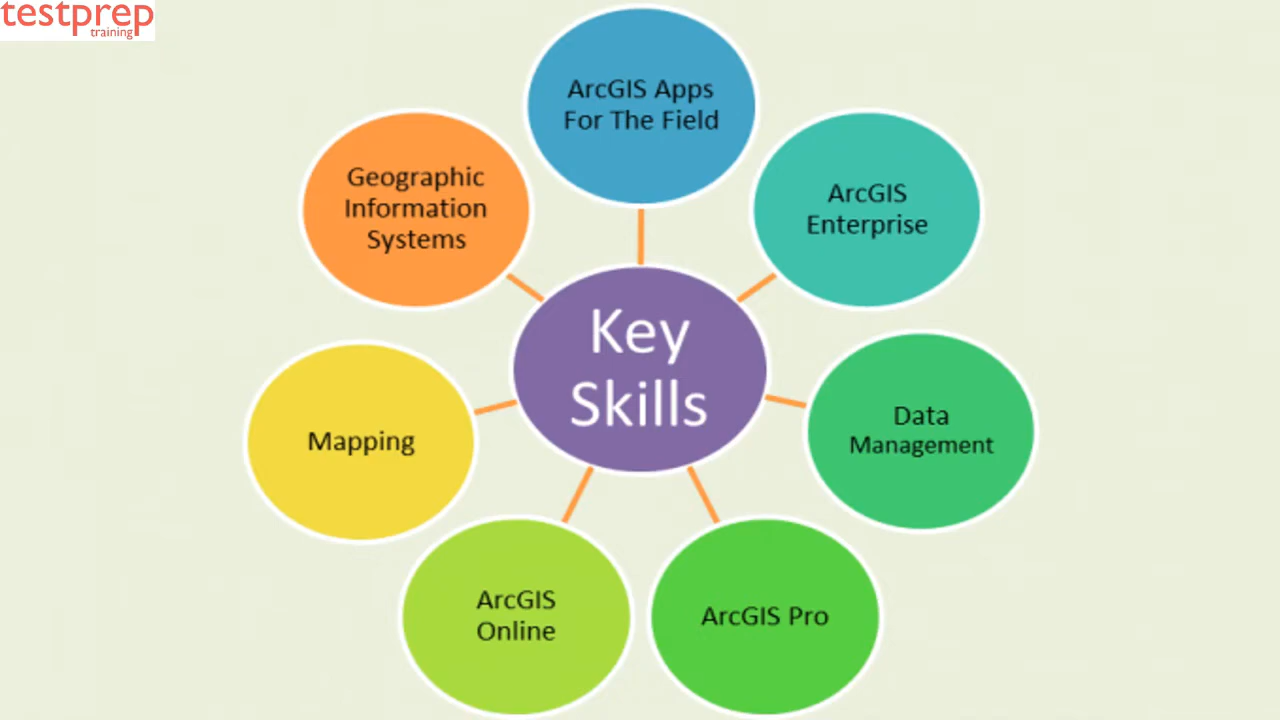 testprep
training
ArcGIS Apps
For The Field
ArcGIS
Enterprise
Data
Management
ArcGIS Pro
ArcGIS
Online
Mapping
Geographic
Information
Systems
Key
Skills